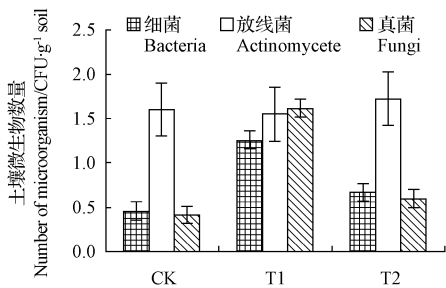 2.5
2.0
1.5
1.0
0.5
0.0
土壤微生物数量
Number of microorganism/CFU·g⁻¹ soil
细菌
Bacteria
放线菌
Actinomycete
真菌
Fungi
CK
T1
T2